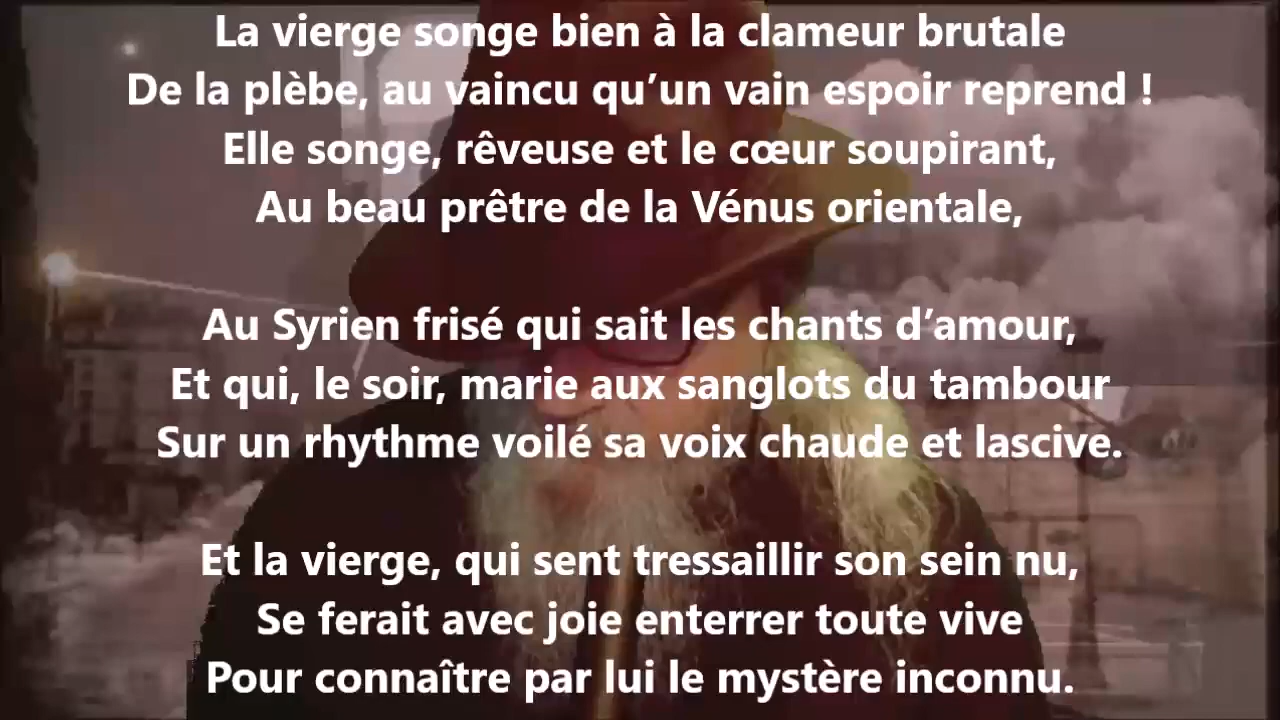 La vierge songe bien à la clameur brutale
De la plèbe, au vaincu qu’un vain espoir reprend !
Elle songe, rêveuse et le cœur soupirant,
Au beau prêtre de la Vénus orientale,
Au Syrien frisé qui sait les chants d’amour,
Et qui, le soir, marie aux sanglots du tambour
Sur un rhythme voilé sa voix chaude et lascive.
Et la vierge, qui sent tressaillir son sein nu,
Se ferait avec joie enterrer toute vive
Pour connaître par lui le mystère inconnu.